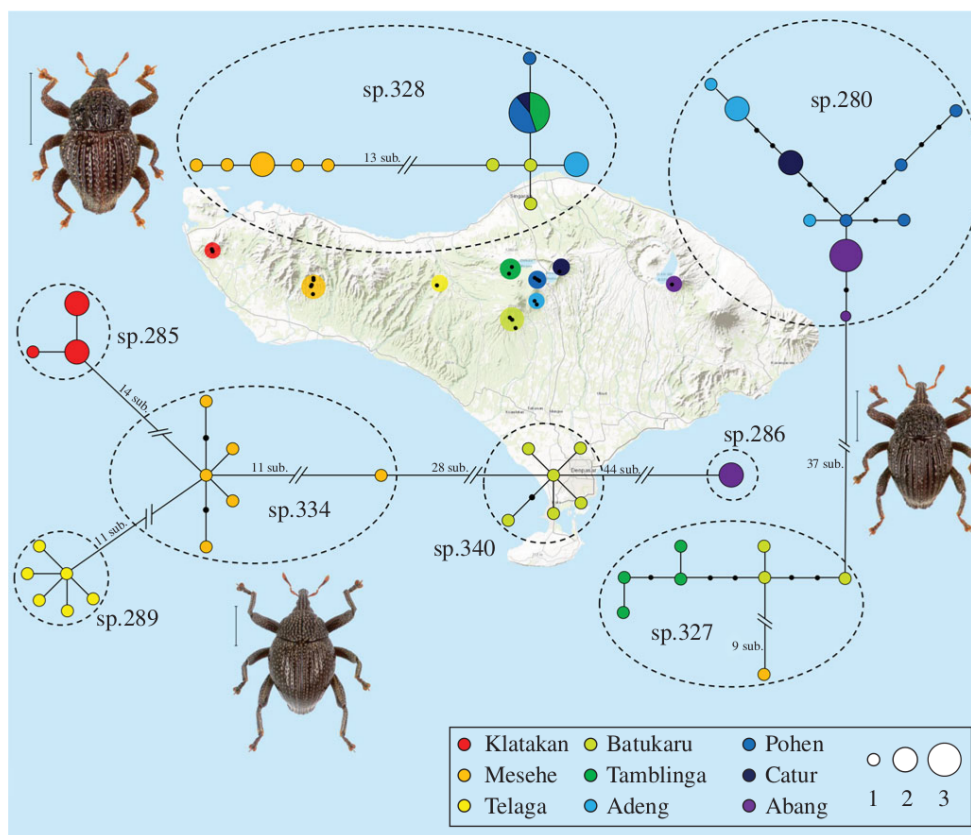 sp.328
sp.280
13 sub.
sp.285
14 sub.
11 sub.
sp.334
28 sub.
Denpasar
44 sub.
sp.286
37 sub.
11 sub.
sp.340
sp.289
sp.327
9 sub.
Klatakan Batukaru Pohen
Mesehe Tamblinga Catur
Telaga Adeng Abang
1 2 3